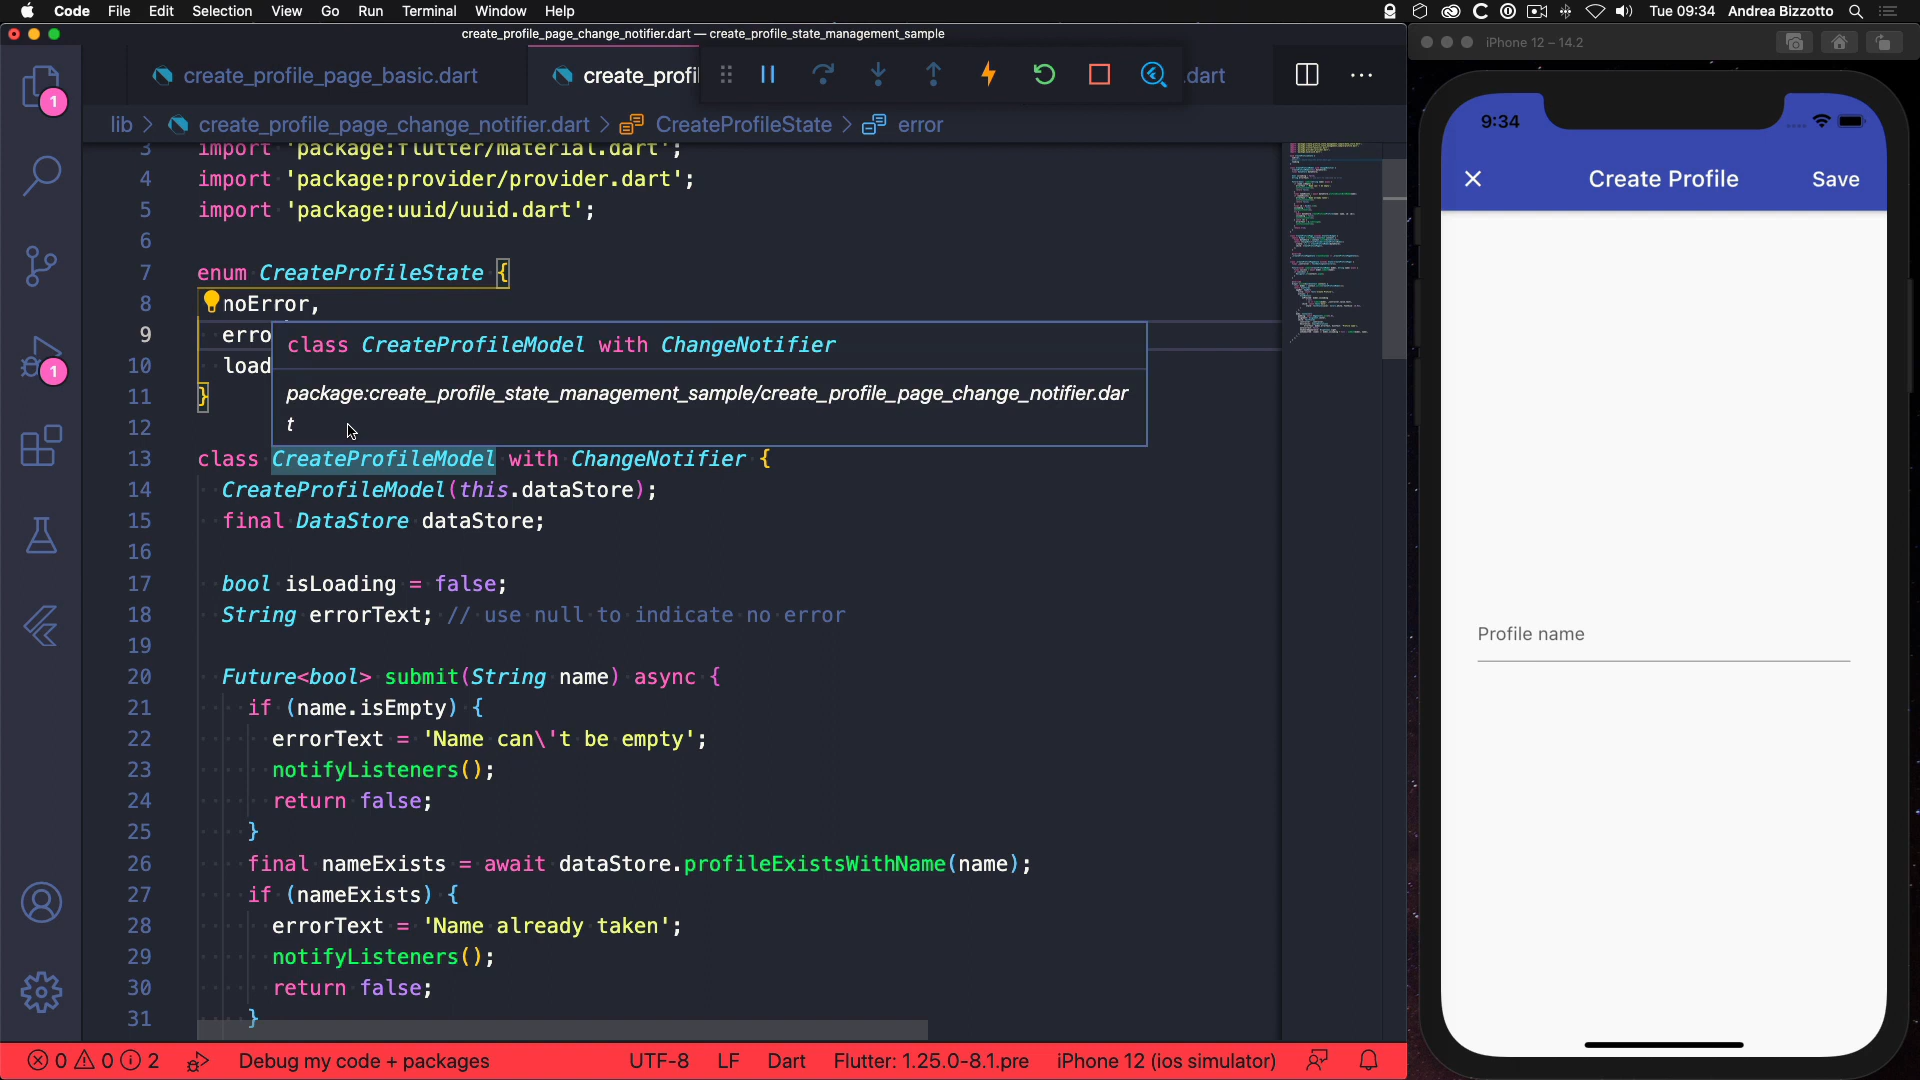 Code File Edit Selection View Go Run Terminal Window Help
Tue 09:34 Andrea Bizzotto
create_profile_page_change_notifier.dart — create_profile_state_management_sample
iPhone 12 – 14.2
1
create_profile_page_basic.dart
create_profi
.dart
lib > create_profile_page_change_notifier.dart > CreateProfileState > error
3 import 'package:flutter/material.dart';
4 import 'package:provider/provider.dart';
5 import 'package:uuid/uuid.dart';
6
7 enum CreateProfileState {
8 noError,
9 erro
10 load
11 }
12
class CreateProfileModel with ChangeNotifier
package:create_profile_state_management_sample/create_profile_page_change_notifier.dar
t
1
13 class CreateProfileModel with ChangeNotifier {
14 CreateProfileModel(this.dataStore);
15 final DataStore dataStore;
16
17 bool isLoading = false;
18 String errorText; // use null to indicate no error
19
20 Future<bool> submit(String name) async {
21 if (name.isEmpty) {
22 errorText = 'Name can\'t be empty';
23 notifyListeners();
24 return false;
25 }
26 final nameExists = await dataStore.profileExistsWithName(name);
27 if (nameExists) {
28 errorText = 'Name already taken';
29 notifyListeners();
30 return false;
31 }
0 0 2 Debug my code + packages UTF-8 LF Dart Flutter: 1.25.0-8.1.pre iPhone 12 (ios simulator)
9:34
Create Profile
Save
Profile name